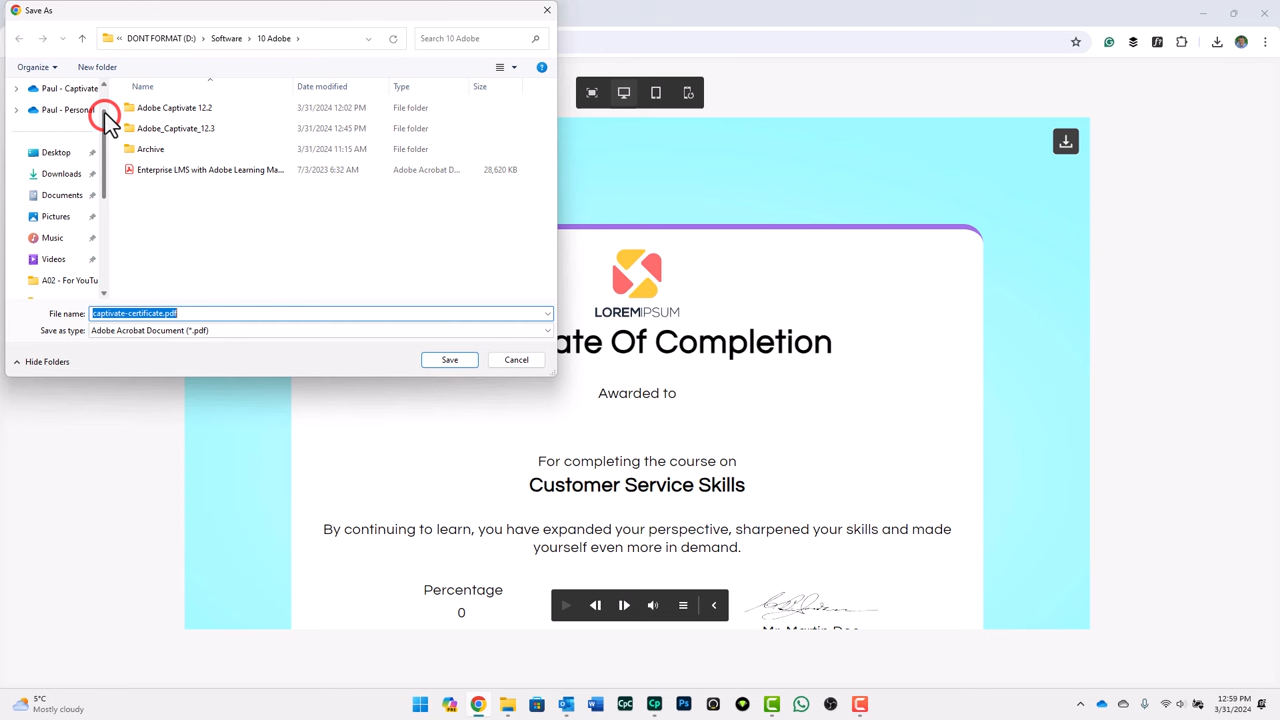 Save As
DONT FORMAT (D:) Software 10 Adobe
Search 10 Adobe
Organize
New folder
Name Date modified Type Size
Paul - Captivate
Paul - Personal
Desktop
Downloads
Documents
Pictures
Music
Videos
A02 - For YouTu
Adobe Captivate 12.2 3/31/2024 12:02 PM File folder
Adobe_Captivate_12.3 3/31/2024 12:45 PM File folder
Archive 3/31/2024 11:15 AM File folder
Enterprise LMS with Adobe Learning Ma... 7/3/2023 6:32 AM Adobe Acrobat D... 28,620 KB
File name: captivate-certificate.pdf
Save as type: Adobe Acrobat Document (*.pdf)
Hide Folders
Save
Cancel
LOREMIPSUM
ate Of Completion
Awarded to
For completing the course on
Customer Service Skills
By continuing to learn, you have expanded your perspective, sharpened your skills and made
yourself even more in demand.
Percentage
0
Mr. Martin Doe
5°C
Mostly cloudy
12:59 PM
3/31/2024